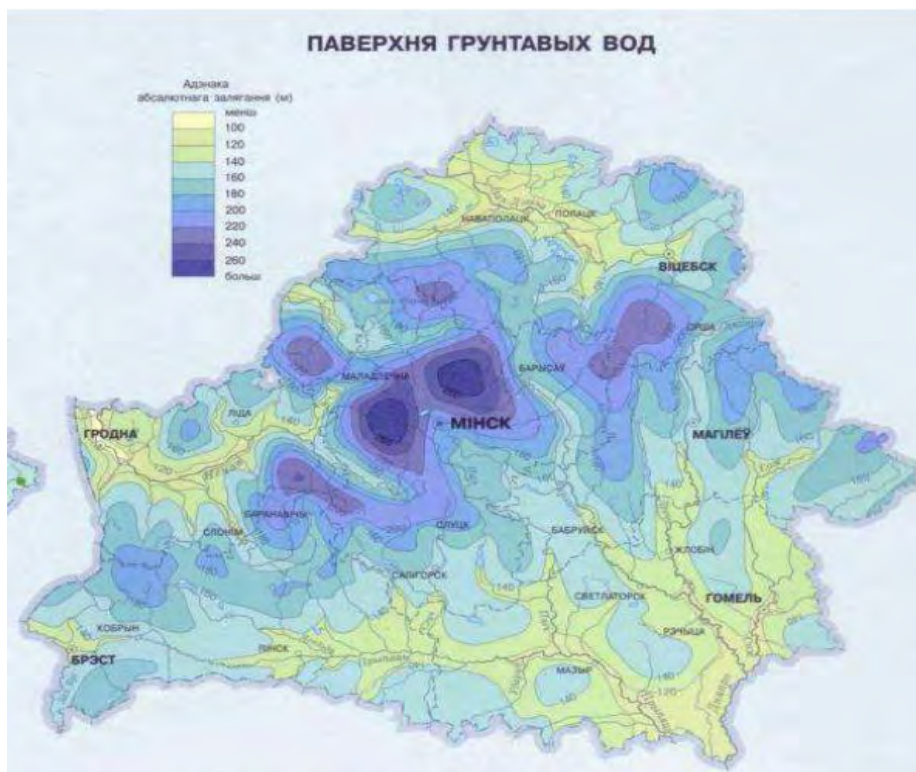 ПАВЕРХНЯ ГРУНТАВЫХ ВОД
Адзнака
абсалютнага залягання (м)
менш
100
120
140
160
180
200
220
240
260
больш
НАВАПОЛАЦК
ПОЛАЦК
ВІЦЕБСК
ОРША
МАЛАДЗЕЧНА
БАРЫСАЎ
ЛІДА
ГРОДНА
МІНСК
МАГІЛЁЎ
БАРАНАВІЧЫ
СЛОНІМ
СЛУЦК
БАБРУЙСК
ЖЛОБІН
САЛІГОРСК
СВЕТЛАГОРСК
ГОМЕЛЬ
КОБРЫН
РЭЧЫЦА
БРЭСТ
ПІНСК
МАЗЫР